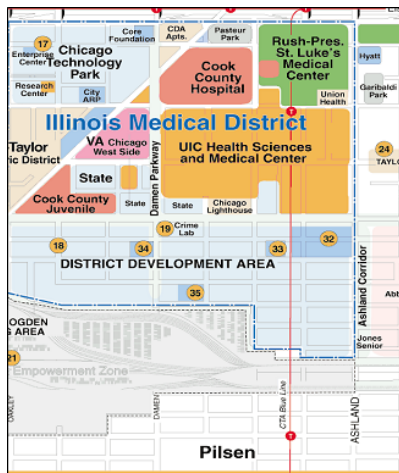 T
T
17
Enterprise
Center
Chicago
Technology
Park
Core
Foundation
CDA
Apts.
Pasteur
Park
Rush-Pres.
St. Luke's
Medical
Center
Hyatt
Garibaldi
Park
Research
Center
City
ARP
Cook
County
Hospital
Union
Health
T
Illinois Medical District
Taylor
ric District
VA Chicago
West Side
UIC Health Sciences
and Medical Center
24
TAYLO
State
Damen Parkway
Cook County
Juvenile
State
State
Chicago
Lighthouse
19
Crime
Lab
18
34
33
32
DISTRICT DEVELOPMENT AREA
35
Ashland Corridor
Abb
Jones
Senior
OGDEN
G AREA
21
Empowerment Zone
OAKLEY
DAMEN
CTA Blue Line
ASHLAND
T
Pilsen